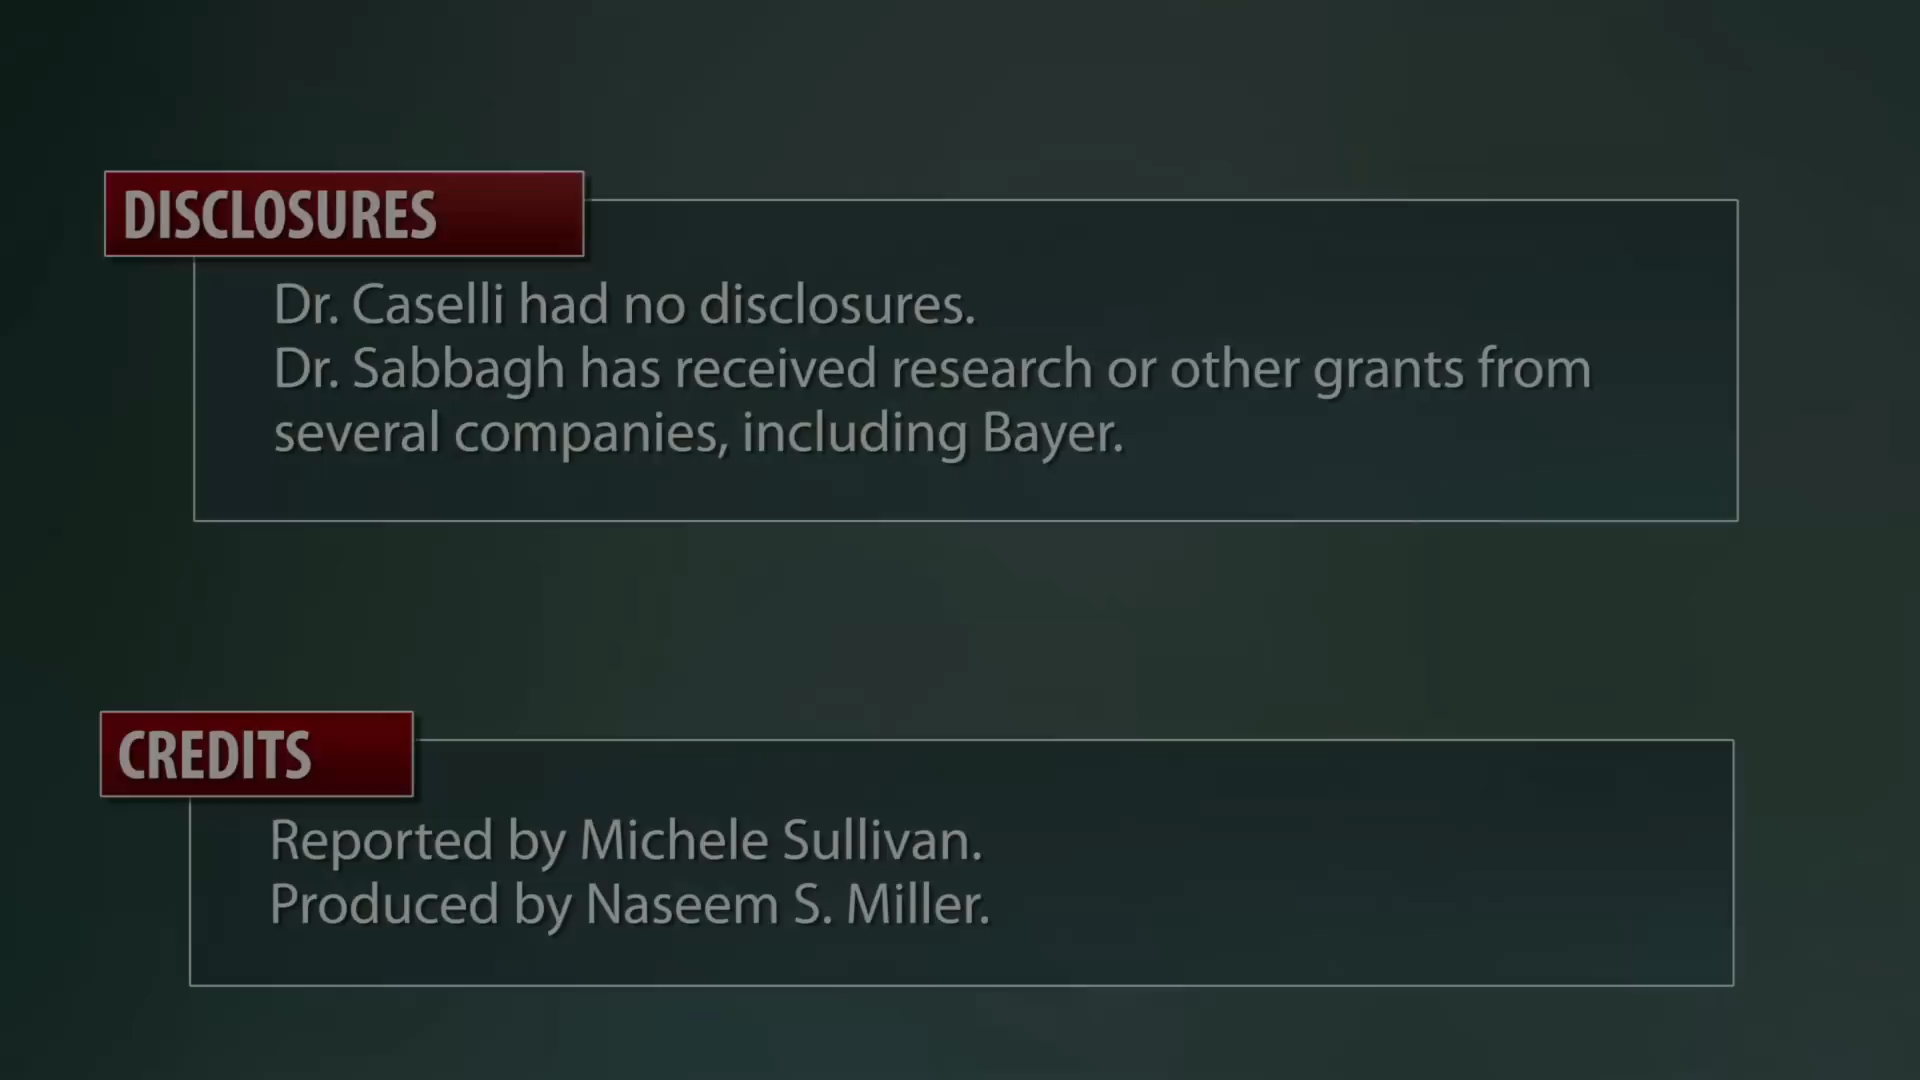 DISCLOSURES
Dr. Caselli had no disclosures.
Dr. Sabbagh has received research or other grants from
several companies, including Bayer.
CREDITS
Reported by Michele Sullivan.
Produced by Naseem S. Miller.